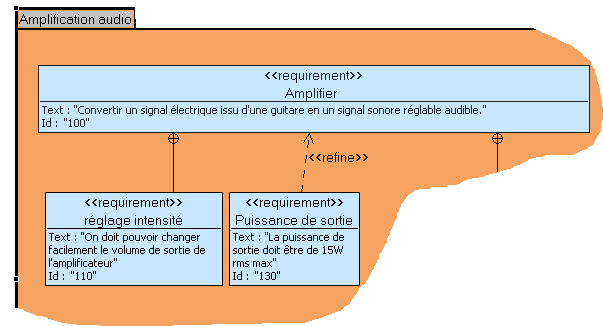 Amplification audio
<<requirement>>
Amplifier
Text : "Convertir un signal électrique issu d'une guitare en un signal sonore réglable audible."
Id : "100"
<<refine>>
<<requirement>>
réglage intensité
Text : "On doit pouvoir changer
facilement le volume de sortie de
l'amplificateur"
Id : "110"
<<requirement>>
Puissance de sortie
Text : "La puissance de
sortie doit être de 15W
rms max"
Id : "130"